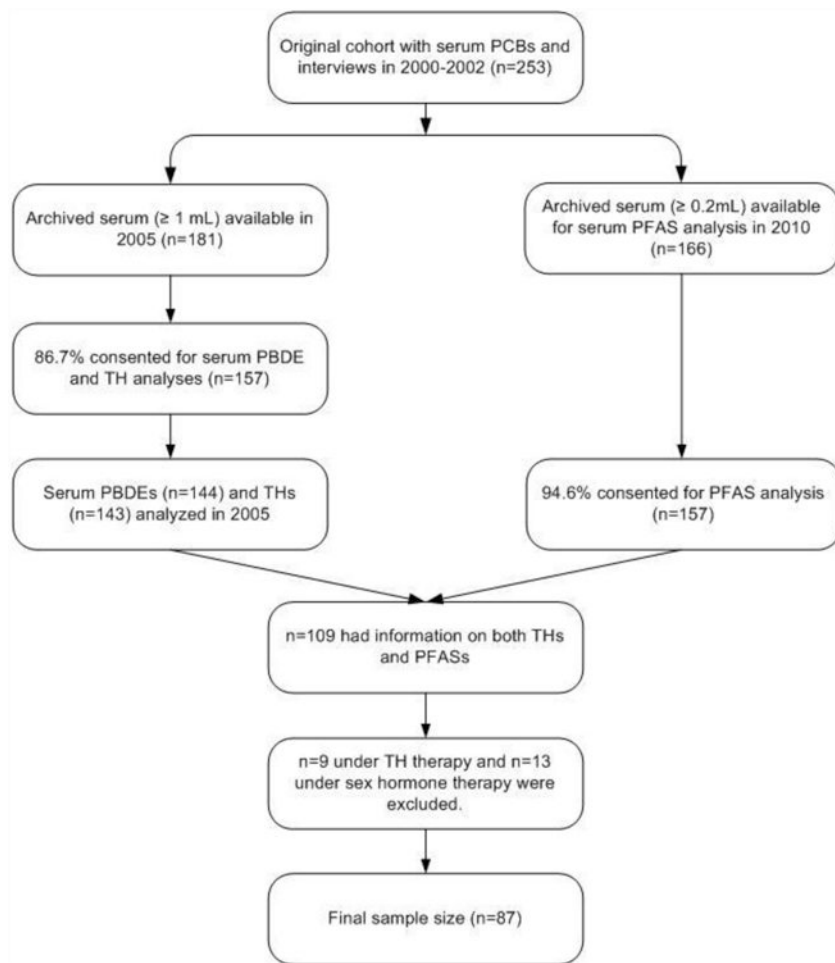 Original cohort with serum PCBs and
interviews in 2000-2002 (n=253)
Archived serum (≥ 1 mL) available in
2005 (n=181)
Archived serum (≥ 0.2mL) available
for serum PFAS analysis in 2010
(n=166)
86.7% consented for serum PBDE
and TH analyses (n=157)
Serum PBDEs (n=144) and THs
(n=143) analyzed in 2005
94.6% consented for PFAS analysis
(n=157)
n=109 had information on both THs
and PFASs
n=9 under TH therapy and n=13
under sex hormone therapy were
excluded.
Final sample size (n=87)